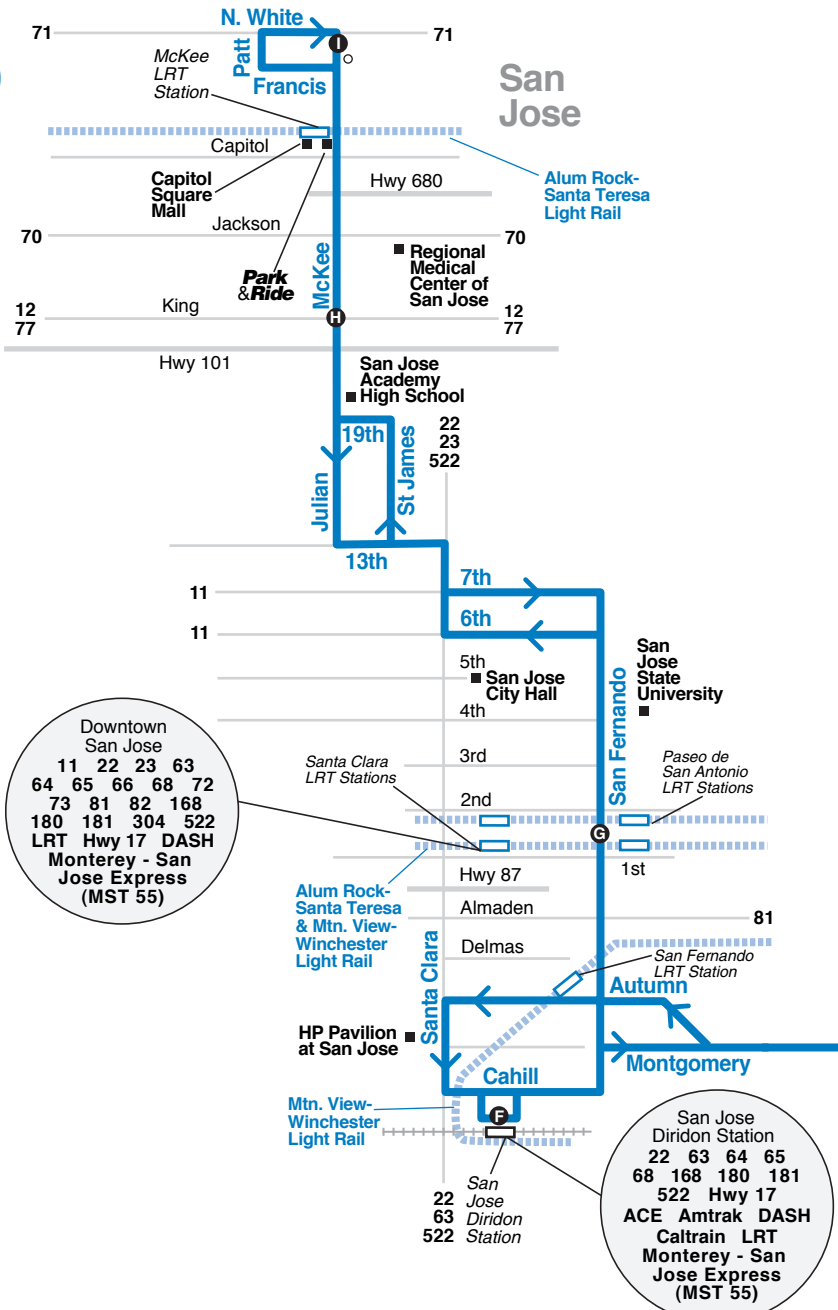 N. White
71
71
I
McKee
LRT
Station
Patt
Francis
San
Jose
Capitol
Capitol
Square
Mall
Hwy 680
Alum Rock-
Santa Teresa
Light Rail
Jackson
70
70
Park
&Ride
McKee
Regional
Medical
Center of
San Jose
12
77
King
H
12
77
Hwy 101
San Jose
Academy
High School
19th
St James
22
23
522
Julian
13th
7th
11
6th
11
5th
San Jose
City Hall
San
Jose
State
University
4th
San Fernando
3rd
Santa Clara
LRT Stations
Paseo de
San Antonio
LRT Stations
2nd
G
1st
Downtown
San Jose
11 22 23 63
64 65 66 68 72
73 81 82 168
180 181 304 522
LRT Hwy 17 DASH
Monterey - San
Jose Express
(MST 55)
Alum Rock-
Santa Teresa
& Mtn. View-
Winchester
Light Rail
Hwy 87
Almaden
81
Delmas
San Fernando
LRT Station
Santa Clara
Autumn
HP Pavilion
at San Jose
Montgomery
Cahill
F
Mtn. View-
Winchester
Light Rail
22
63
522
San
Jose
Diridon
Station
San Jose
Diridon Station
22 63 64 65
68 168 180 181
522 Hwy 17
ACE Amtrak DASH
Caltrain LRT
Monterey - San
Jose Express
(MST 55)